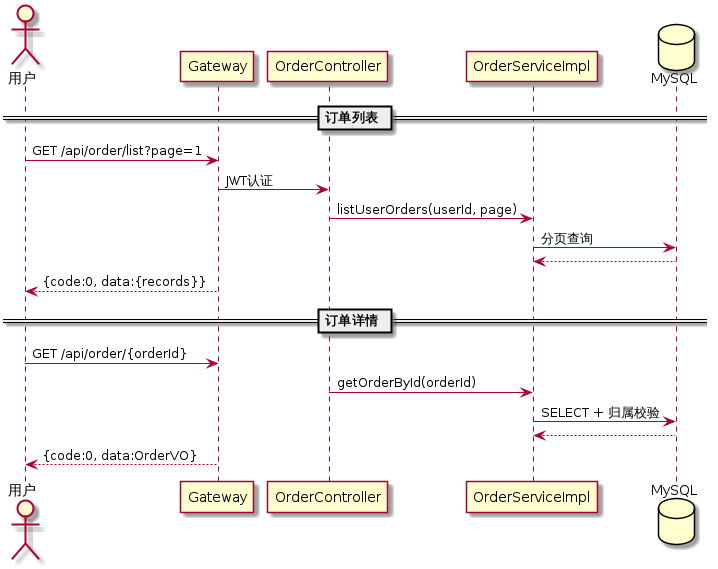 用户
Gateway
OrderController
OrderServiceImpl
MySQL
订单列表
GET /api/order/list?page=1
JWT认证
listUserOrders(userId, page)
分页查询
{code:0, data:{records}}
订单详情
GET /api/order/{orderId}
getOrderById(orderId)
SELECT + 归属校验
{code:0, data:OrderVO}
用户
Gateway
OrderController
OrderServiceImpl
MySQL